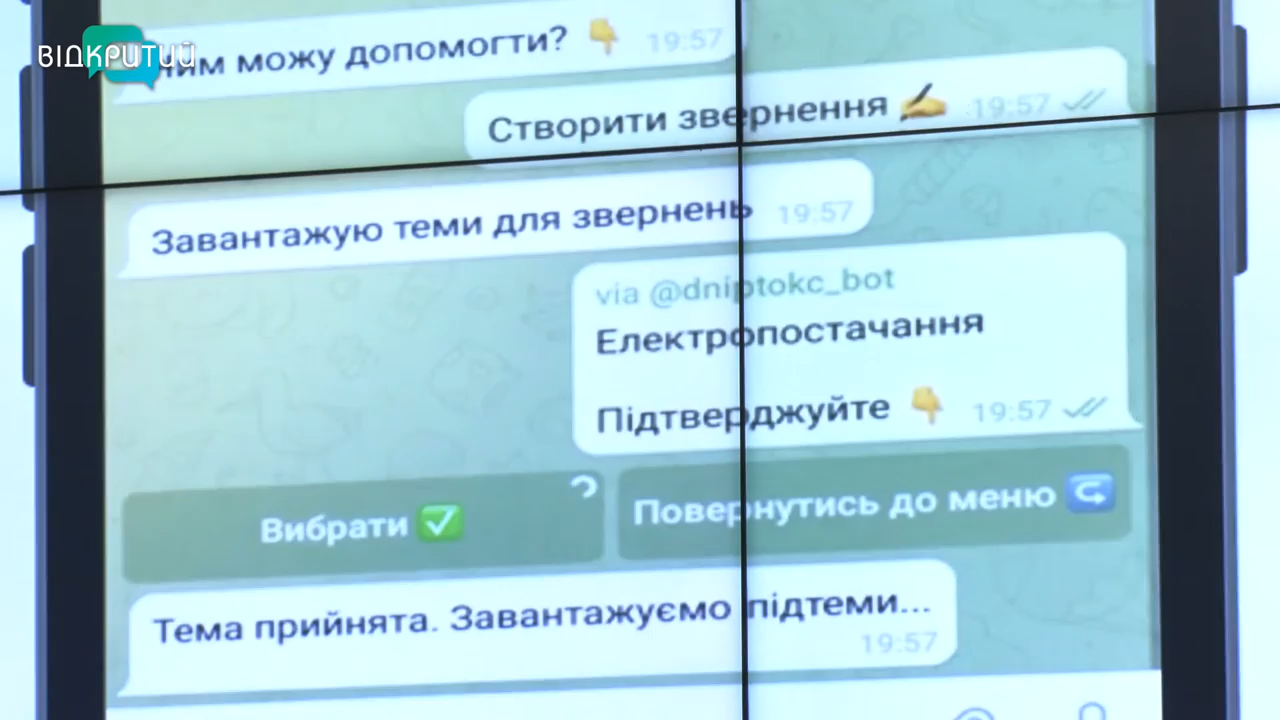 ВІДКРИТИЙ
чим можу допомогти? 👇 19:57
Створити звернення ✍ 19:57
Завантажую теми для звернень 19:57
via @dniptokc_bot
Електропостачання
Підтверджуйте 👇 19:57
Вибрати ✅
Повернутись до меню ↪
Тема прийнята. Завантажуємо підтеми...
19:57